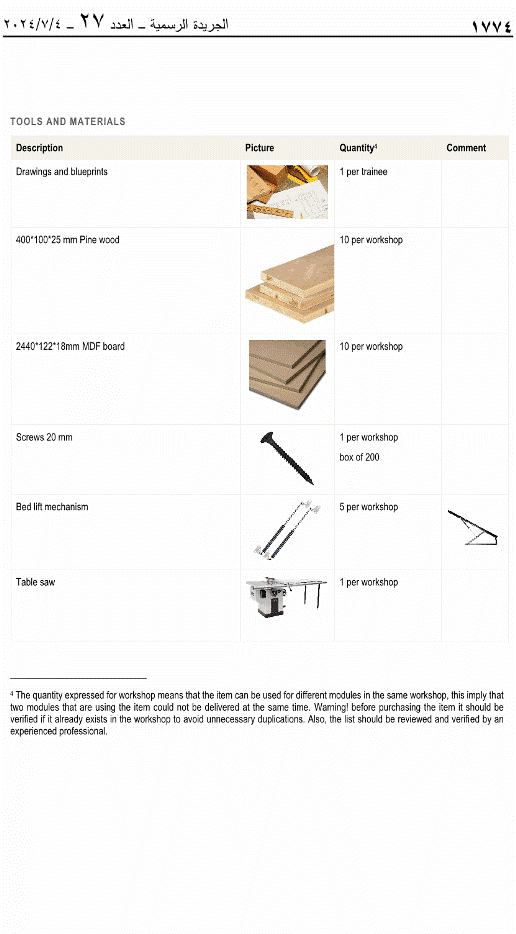 ١٧٧٤ الجريدة الرسمية – العدد ٢٧ – ٢٠٢٤/٧/٤
TOOLS AND MATERIALS
Description Picture Quantity⁴ Comment
Drawings and blueprints 1 per trainee
400*100*25 mm Pine wood 10 per workshop
2440*122*18mm MDF board 10 per workshop
Screws 20 mm 1 per workshop
box of 200
Bed lift mechanism 5 per workshop
Table saw 1 per workshop
⁴ The quantity expressed for workshop means that the item can be used for different modules in the same workshop, this imply that
two modules that are using the item could not be delivered at the same time. Warning! before purchasing the item it should be
verified if it already exists in the workshop to avoid unnecessary duplications. Also, the list should be reviewed and verified by an
experienced professional.